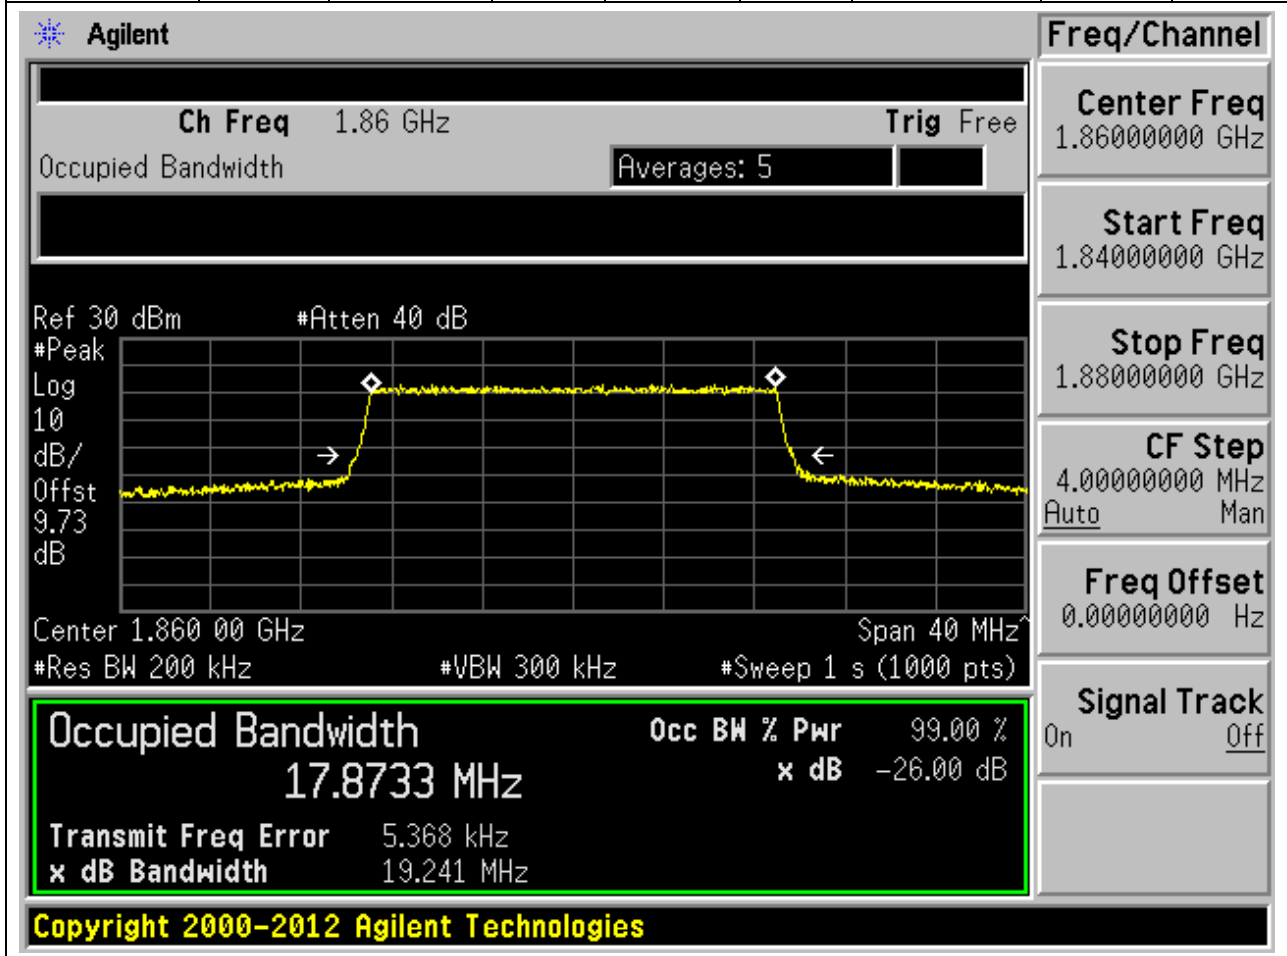 Agilent
Freq/Channel
Ch Freq 1.86 GHz Trig Free
Occupied Bandwidth Averages: 5
Center Freq
1.86000000 GHz
Start Freq
1.84000000 GHz
Stop Freq
1.88000000 GHz
CF Step
4.00000000 MHz
Auto Man
Freq Offset
0.00000000 Hz
Signal Track
On Off
Ref 30 dBm #Atten 40 dB
#Peak
Log
10
dB/
Offst
9.73
dB
Center 1.860 00 GHz Span 40 MHz^
#Res BW 200 kHz #VBW 300 kHz #Sweep 1 s (1000 pts)
Occupied Bandwidth Occ BW % Pwr 99.00 %
17.8733 MHz x dB -26.00 dB
Transmit Freq Error 5.368 kHz
x dB Bandwidth 19.241 MHz
Copyright 2000-2012 Agilent Technologies